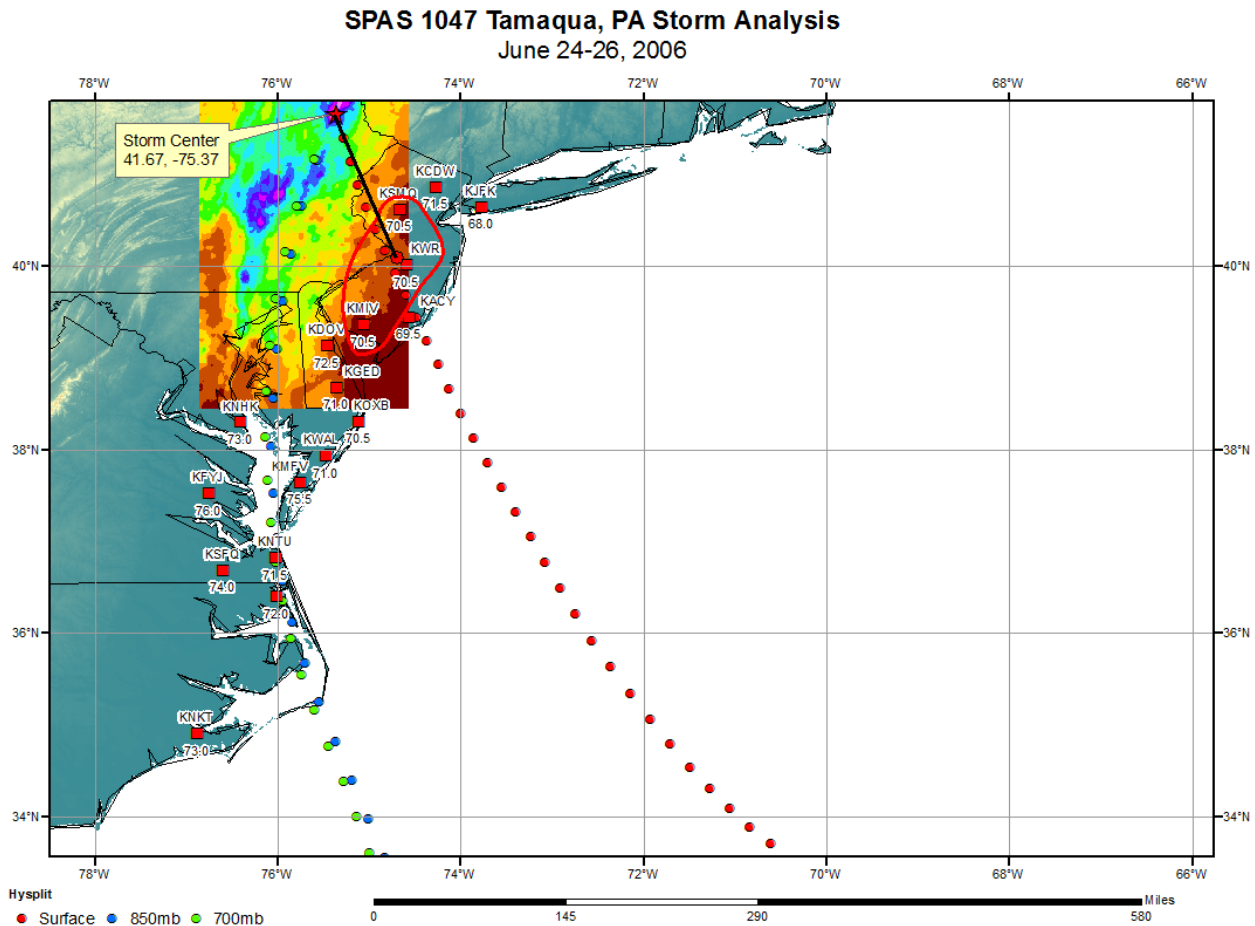 SPAS 1047 Tamaqua, PA Storm Analysis
June 24-26, 2006
78°W 76°W 74°W 72°W 70°W 68°W 66°W
Storm Center
41.67, -75.37
KCDW
71.5
KJFK
68.0
KSMQ
70.5
40°N 40°N
KWR
70.5
KACY
69.5
KMIV
70.5
KDOV
72.5
KGED
71.0
KOXB
70.5
KNHK
73.0
38°N 38°N
KWAL
71.0
KMFV
75.5
KFYJ
76.0
KNTU
71.5
KSFQ
74.0
72.0
36°N 36°N
KNKT
73.0
34°N 34°N
78°W 76°W 74°W 72°W 70°W 68°W 66°W
Hysplit
Surface 850mb 700mb
Miles
0 145 290 580